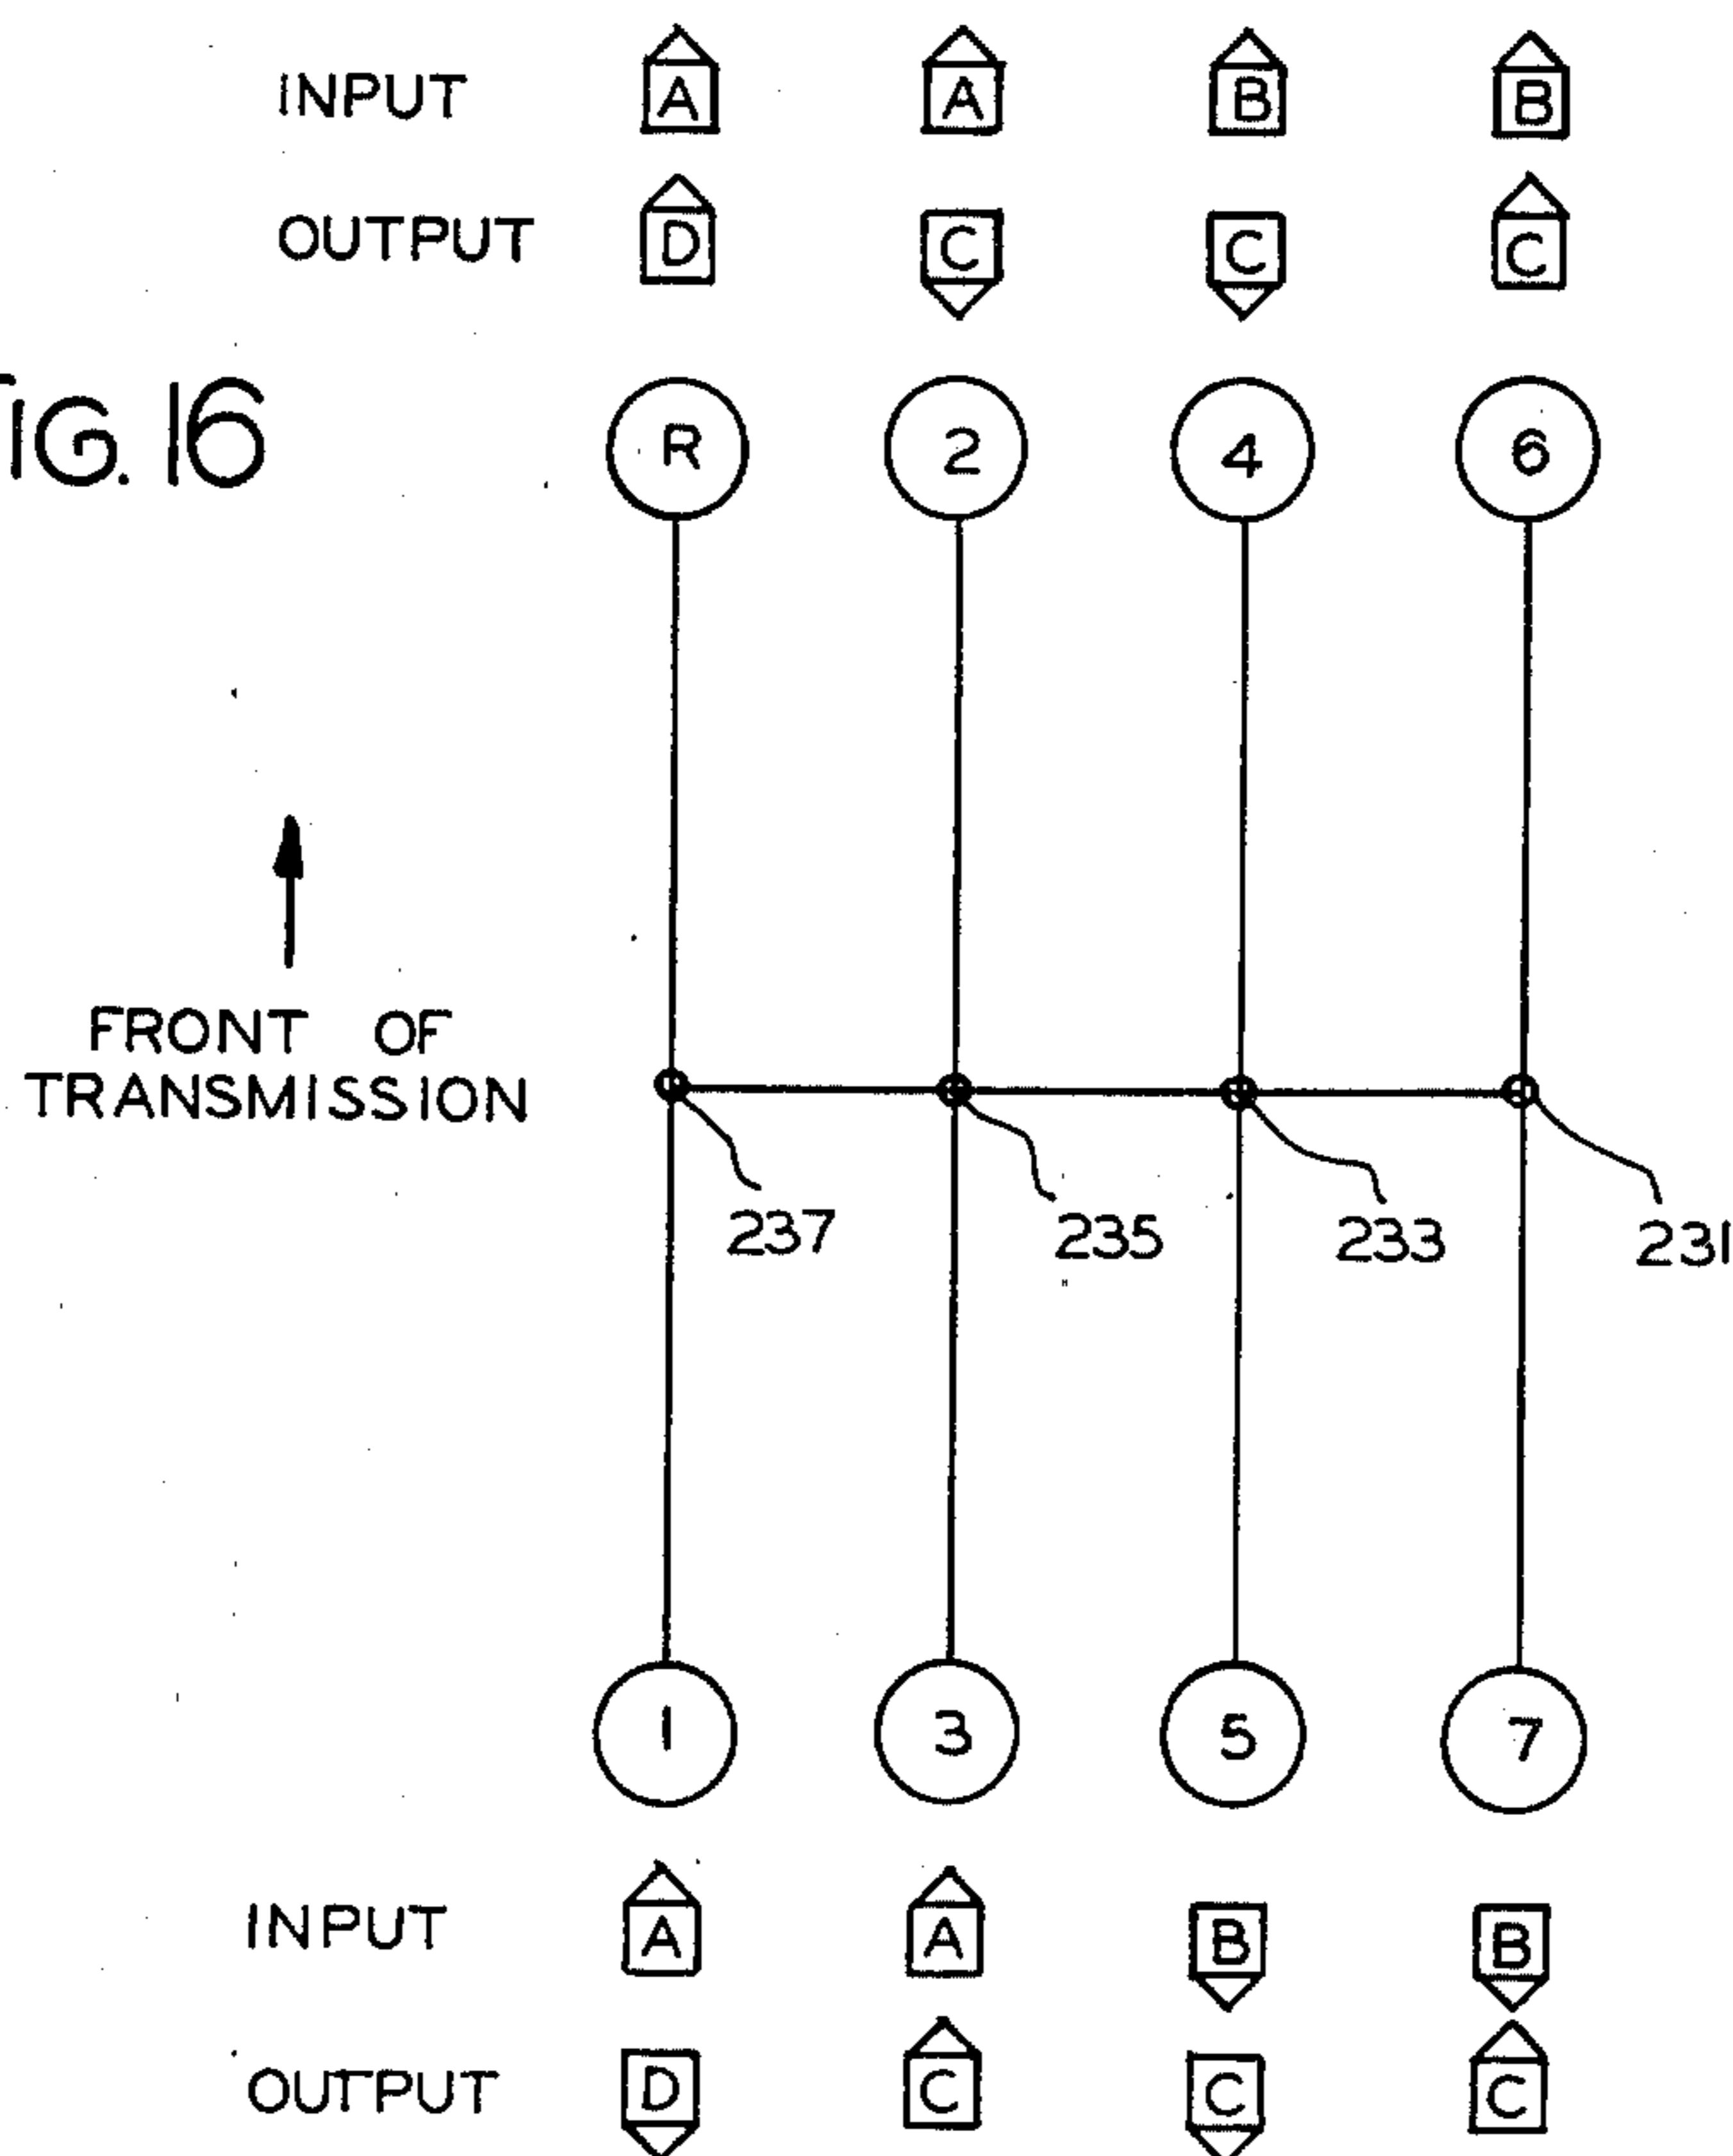 INPUT A A B B
OUTPUT D C C C
FIG. 16
R 2 4 6
FRONT OF
TRANSMISSION
237 235 233 231
1 3 5 7
INPUT A A B B
OUTPUT D C C C